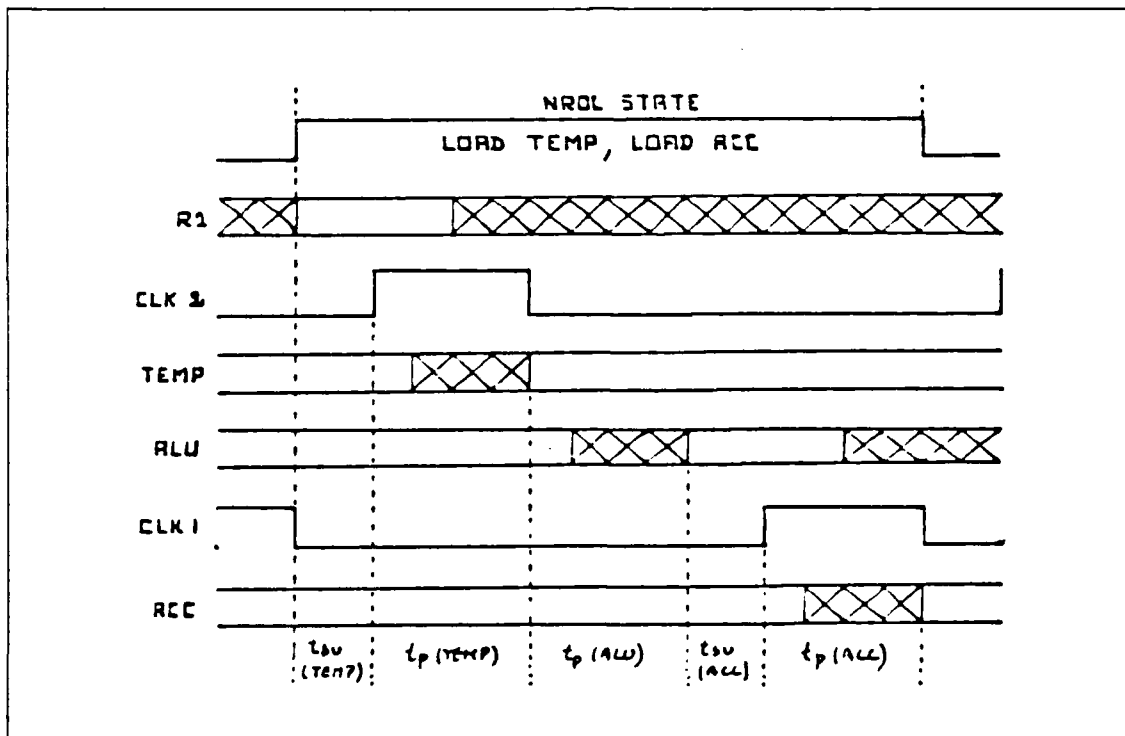 NROL STATE
LOAD TEMP, LOAD ACC
R1
CLK 2
TEMP
ALU
CLK 1
ACC
tsu (TEMP)
tp (TEMP)
tp (ALU)
tsu (ACC)
tp (ACC)